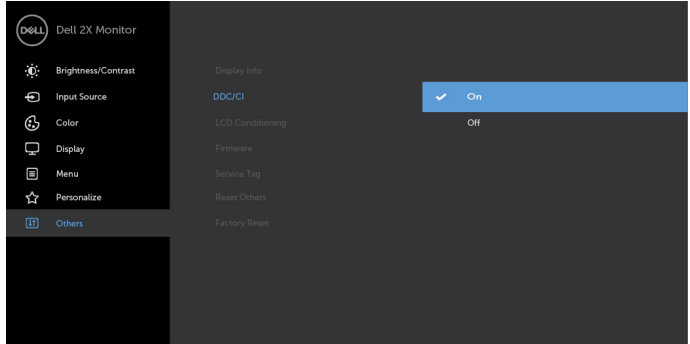 DELL Dell 2X Monitor
Brightness/Contrast
Input Source
Color
Display
Menu
Personalize
Others
Display Info
DDC/CI
LCD Conditioning
Firmware
Service Tag
Reset Others
Factory Reset
On
Off